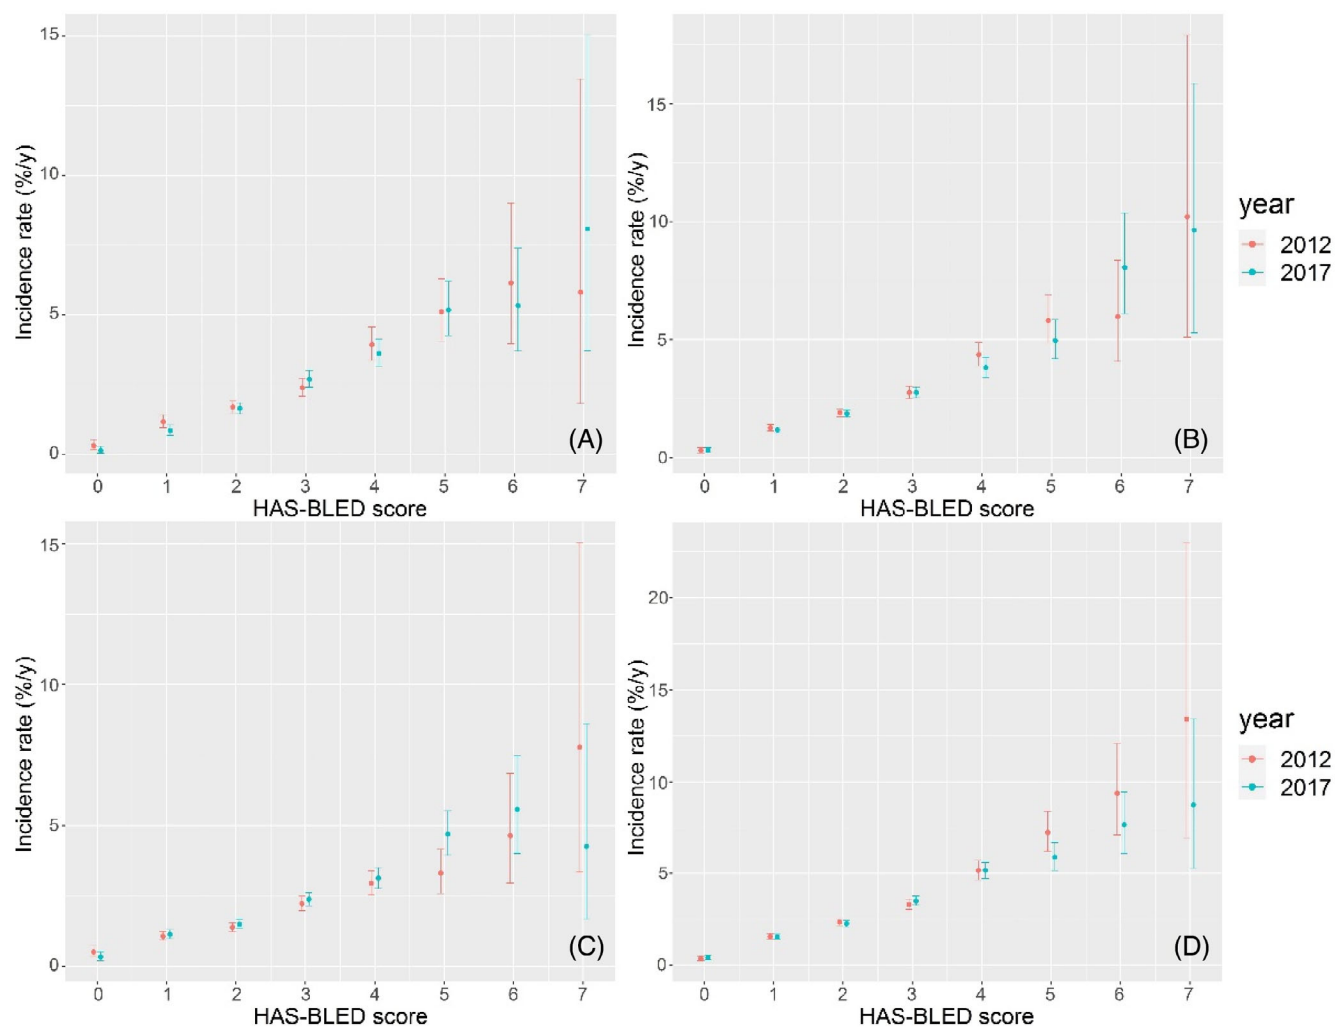 15
10
5
0
Incidence rate (%/y)
(A)
0 1 2 3 4 5 6 7
HAS-BLED score
15
10
5
0
Incidence rate (%/y)
(B)
0 1 2 3 4 5 6 7
HAS-BLED score
year
2012
2017
15
10
5
0
Incidence rate (%/y)
(C)
0 1 2 3 4 5 6 7
HAS-BLED score
20
15
10
5
0
Incidence rate (%/y)
(D)
0 1 2 3 4 5 6 7
HAS-BLED score
year
2012
2017